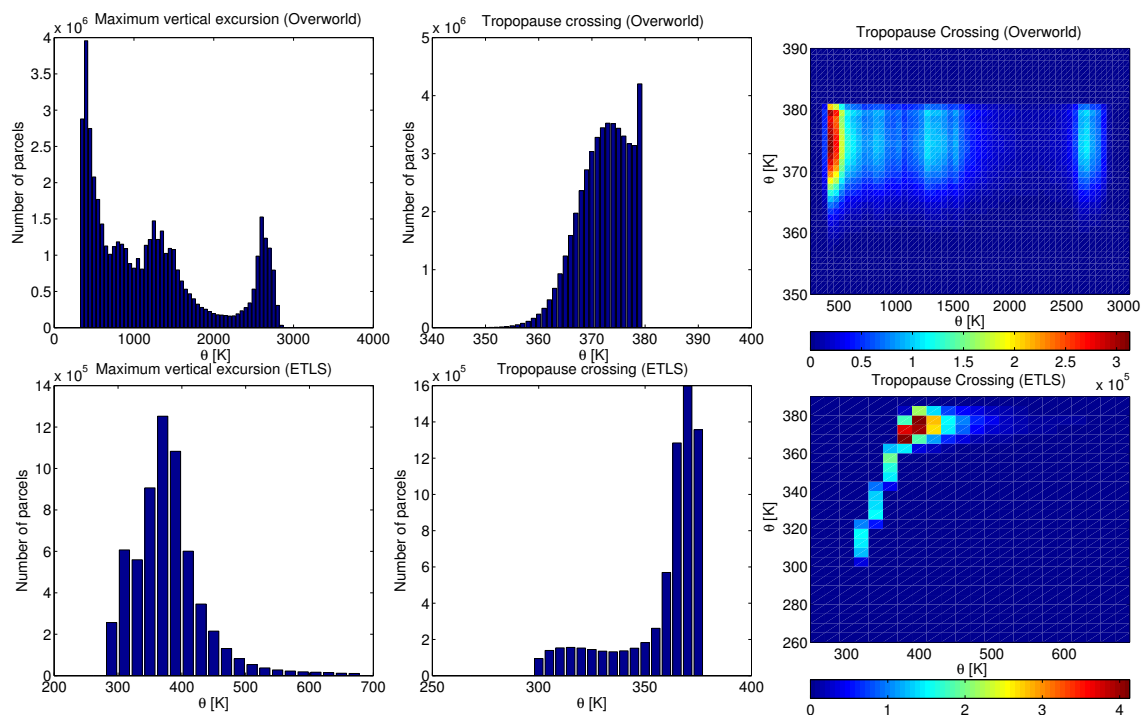 x 10^6
Maximum vertical excursion (Overworld)
Number of parcels
4
3.5
3
2.5
2
1.5
1
0.5
0
0 1000 2000 3000 4000
θ [K]
x 10^6
Tropopause crossing (Overworld)
Number of parcels
5
4
3
2
1
0
340 350 360 370 380 390 400
θ [K]
Tropopause Crossing (Overworld)
θ [K]
390
380
370
360
350
500 1000 1500 2000 2500 3000
θ [K]
0 0.5 1 1.5 2 2.5 3
x 10^5
x 10^5
Maximum vertical excursion (ETLS)
Number of parcels
14
12
10
8
6
4
2
0
200 300 400 500 600 700
θ [K]
x 10^5
Tropopause crossing (ETLS)
Number of parcels
16
14
12
10
8
6
4
2
0
250 300 350 400
θ [K]
Tropopause Crossing (ETLS)
θ [K]
380
360
340
320
300
280
260
300 400 500 600
θ [K]
0 1 2 3 4